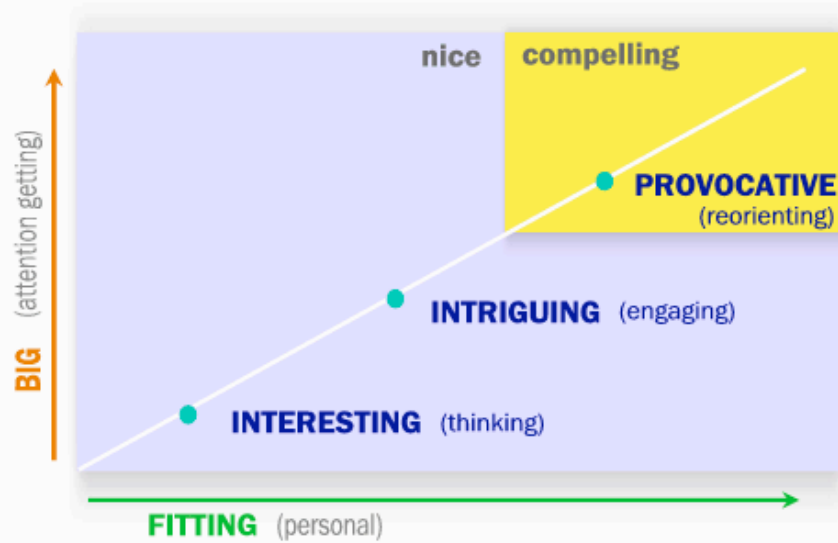 nice compelling
PROVOCATIVE
(reorienting)
INTRIGUING (engaging)
INTERESTING (thinking)
BIG (attention getting)
FITTING (personal)